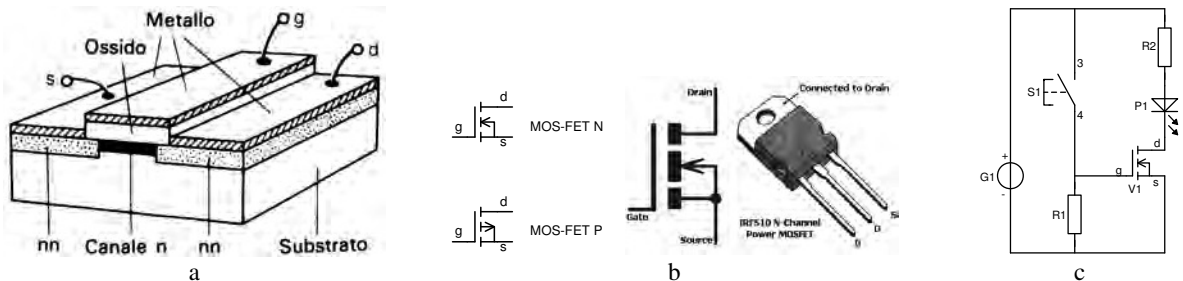 g
Metallo
Ossido
d
s
nn
Canale n
nn
Substrato
a
d
g
s
MOS-FET N
d
g
s
MOS-FET P
Drain
Gate
Source
Connected to Drain
IRF510 N-Channel
Power MOSFET
b
R2
3
S1
P1
4
d
G1
+
-
g
V1
s
R1
c